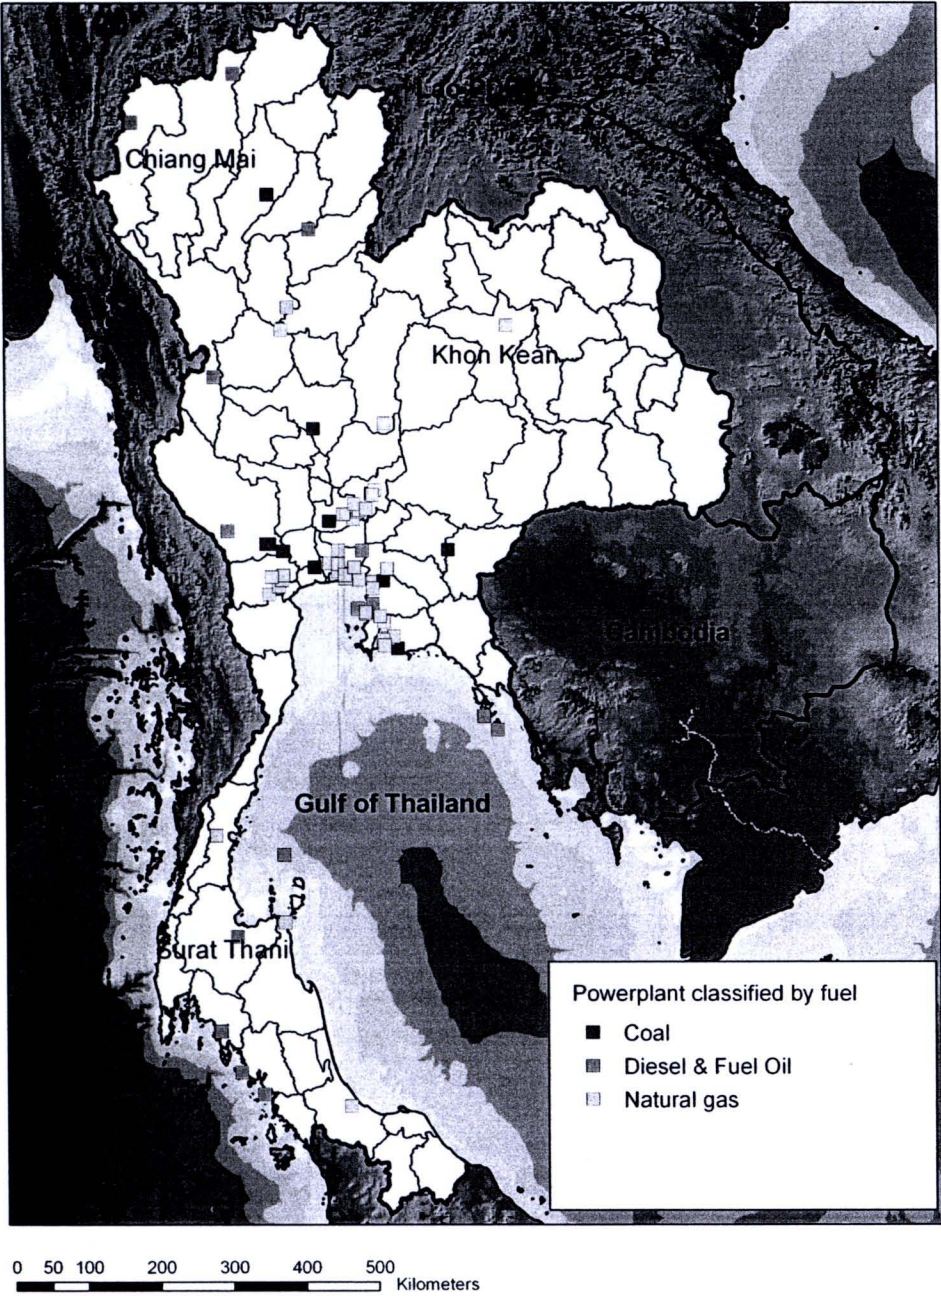 Chiang Mai
Khon Kean
Cambodia
Gulf of Thailand
Surat Thani
Powerplant classified by fuel
Coal
Diesel & Fuel Oil
Natural gas
0 50 100 200 300 400 500
Kilometers